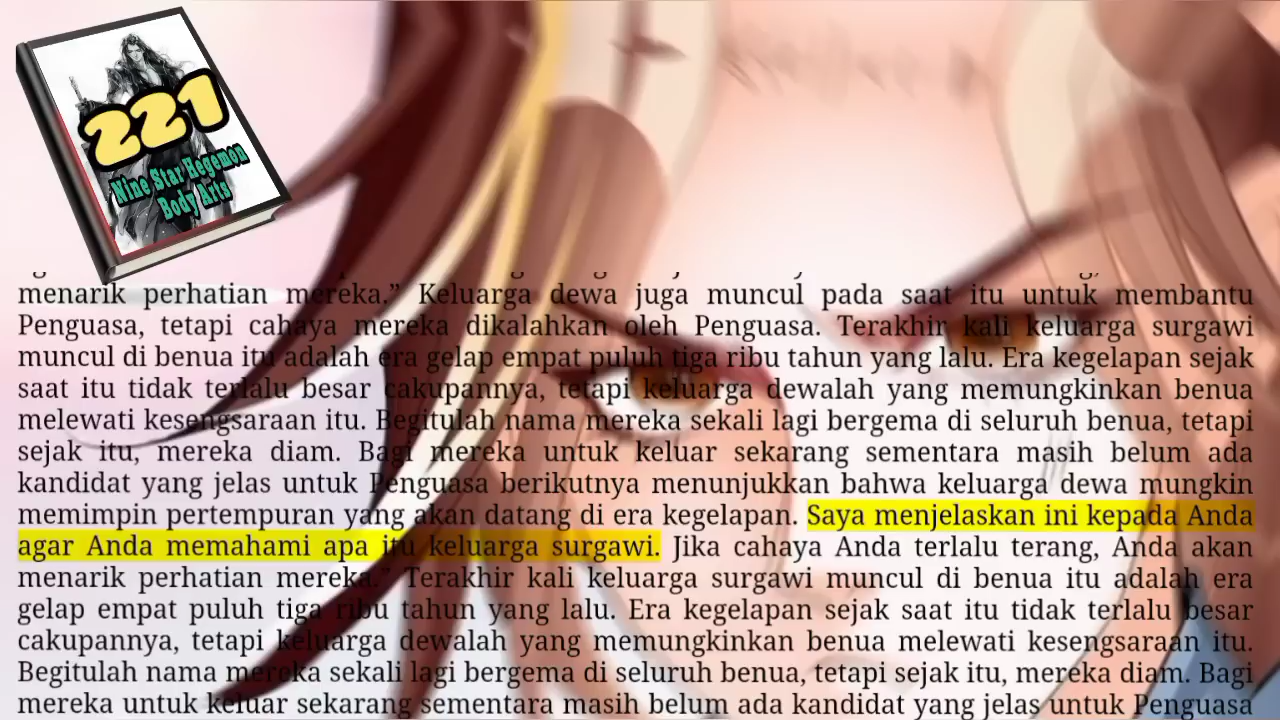 221
Nine Star Hegemon
Body Arts
menarik perhatian mereka.” Keluarga dewa juga muncul pada saat itu untuk membantu
Penguasa, tetapi cahaya mereka dikalahkan oleh Penguasa. Terakhir kali keluarga surgawi
muncul di benua itu adalah era gelap empat puluh tiga ribu tahun yang lalu. Era kegelapan sejak
saat itu tidak terlalu besar cakupannya, tetapi keluarga dewalah yang memungkinkan benua
melewati kesengsaraan itu. Begitulah nama mereka sekali lagi bergema di seluruh benua, tetapi
sejak itu, mereka diam. Bagi mereka untuk keluar sekarang sementara masih belum ada
kandidat yang jelas untuk Penguasa berikutnya menunjukkan bahwa keluarga dewa mungkin
memimpin pertempuran yang akan datang di era kegelapan. Saya menjelaskan ini kepada Anda
agar Anda memahami apa itu keluarga surgawi. Jika cahaya Anda terlalu terang, Anda akan
menarik perhatian mereka.” Terakhir kali keluarga surgawi muncul di benua itu adalah era
gelap empat puluh tiga ribu tahun yang lalu. Era kegelapan sejak saat itu tidak terlalu besar
cakupannya, tetapi keluarga dewalah yang memungkinkan benua melewati kesengsaraan itu.
Begitulah nama mereka sekali lagi bergema di seluruh benua, tetapi sejak itu, mereka diam. Bagi
mereka untuk keluar sekarang sementara masih belum ada kandidat yang jelas untuk Penguasa